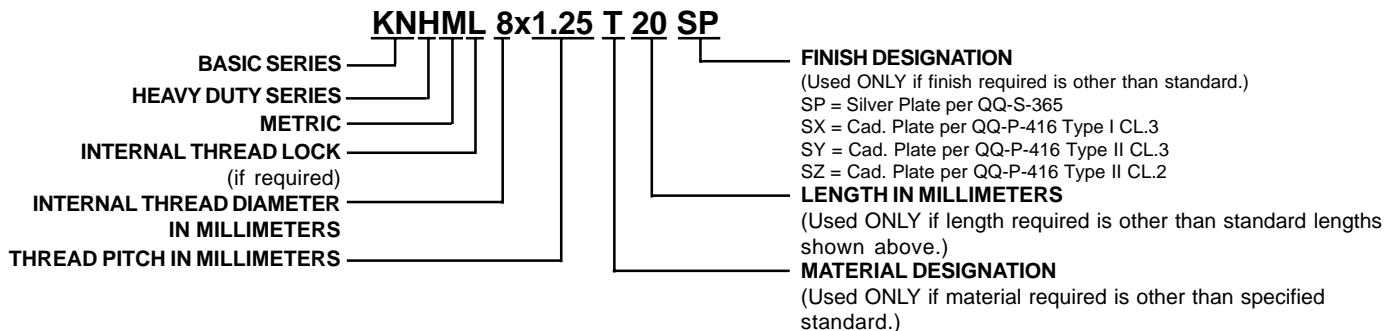 KNHML 8x1.25 T 20 SP
BASIC SERIES
HEAVY DUTY SERIES
METRIC
INTERNAL THREAD LOCK
(if required)
INTERNAL THREAD DIAMETER
IN MILLIMETERS
THREAD PITCH IN MILLIMETERS
FINISH DESIGNATION
(Used ONLY if finish required is other than standard.)
SP = Silver Plate per QQ-S-365
SX = Cad. Plate per QQ-P-416 Type I CL.3
SY = Cad. Plate per QQ-P-416 Type II CL.3
SZ = Cad. Plate per QQ-P-416 Type II CL.2
LENGTH IN MILLIMETERS
(Used ONLY if length required is other than standard lengths
shown above.)
MATERIAL DESIGNATION
(Used ONLY if material required is other than specified
standard.)